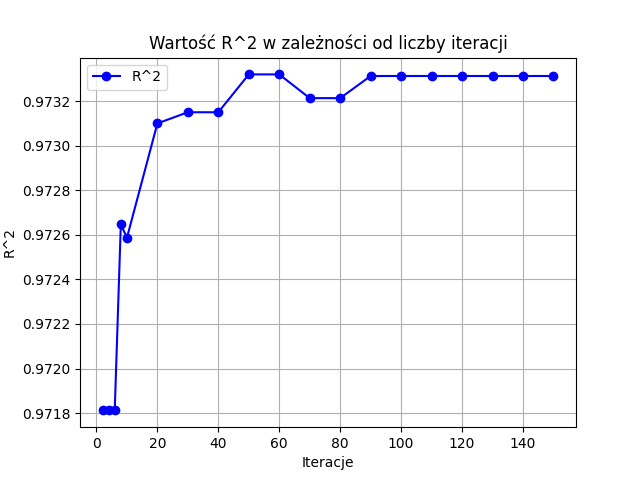 Wartość R^2 w zależności od liczby iteracji
R^2
0.9732
0.9730
0.9728
0.9726
0.9724
0.9722
0.9720
0.9718
R^2
0 20 40 60 80 100 120 140
Iteracje